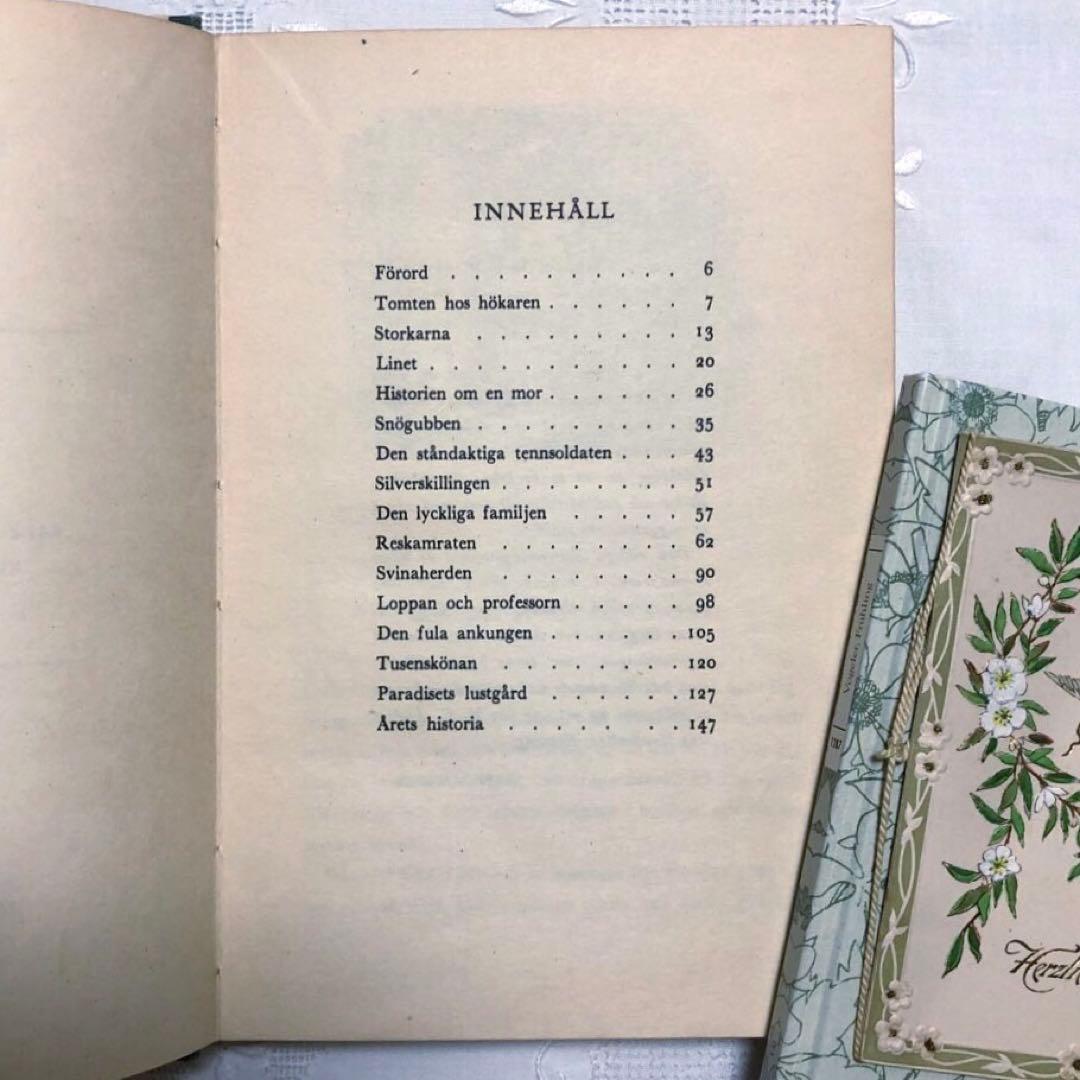 INNEHÅLL
Förord . . . . . . . . . . 6
Tomten hos hökaren . . . . . . 7
Storkarna . . . . . . . . . 13
Linet . . . . . . . . . . . 20
Historien om en mor . . . . . . 26
Snögubben . . . . . . . . . 35
Den ståndaktiga tennsoldaten . . . 43
Silverskillingen . . . . . . . . 51
Den lyckliga familjen . . . . . 57
Reskamraten . . . . . . . . 62
Svinaherden . . . . . . . . 90
Loppan och professorn . . . . . 98
Den fula ankungen . . . . . . 105
Tusenskönan . . . . . . . . 120
Paradisets lustgård . . . . . . 127
Årets historia . . . . . . . 147
Vogeler, Frühling